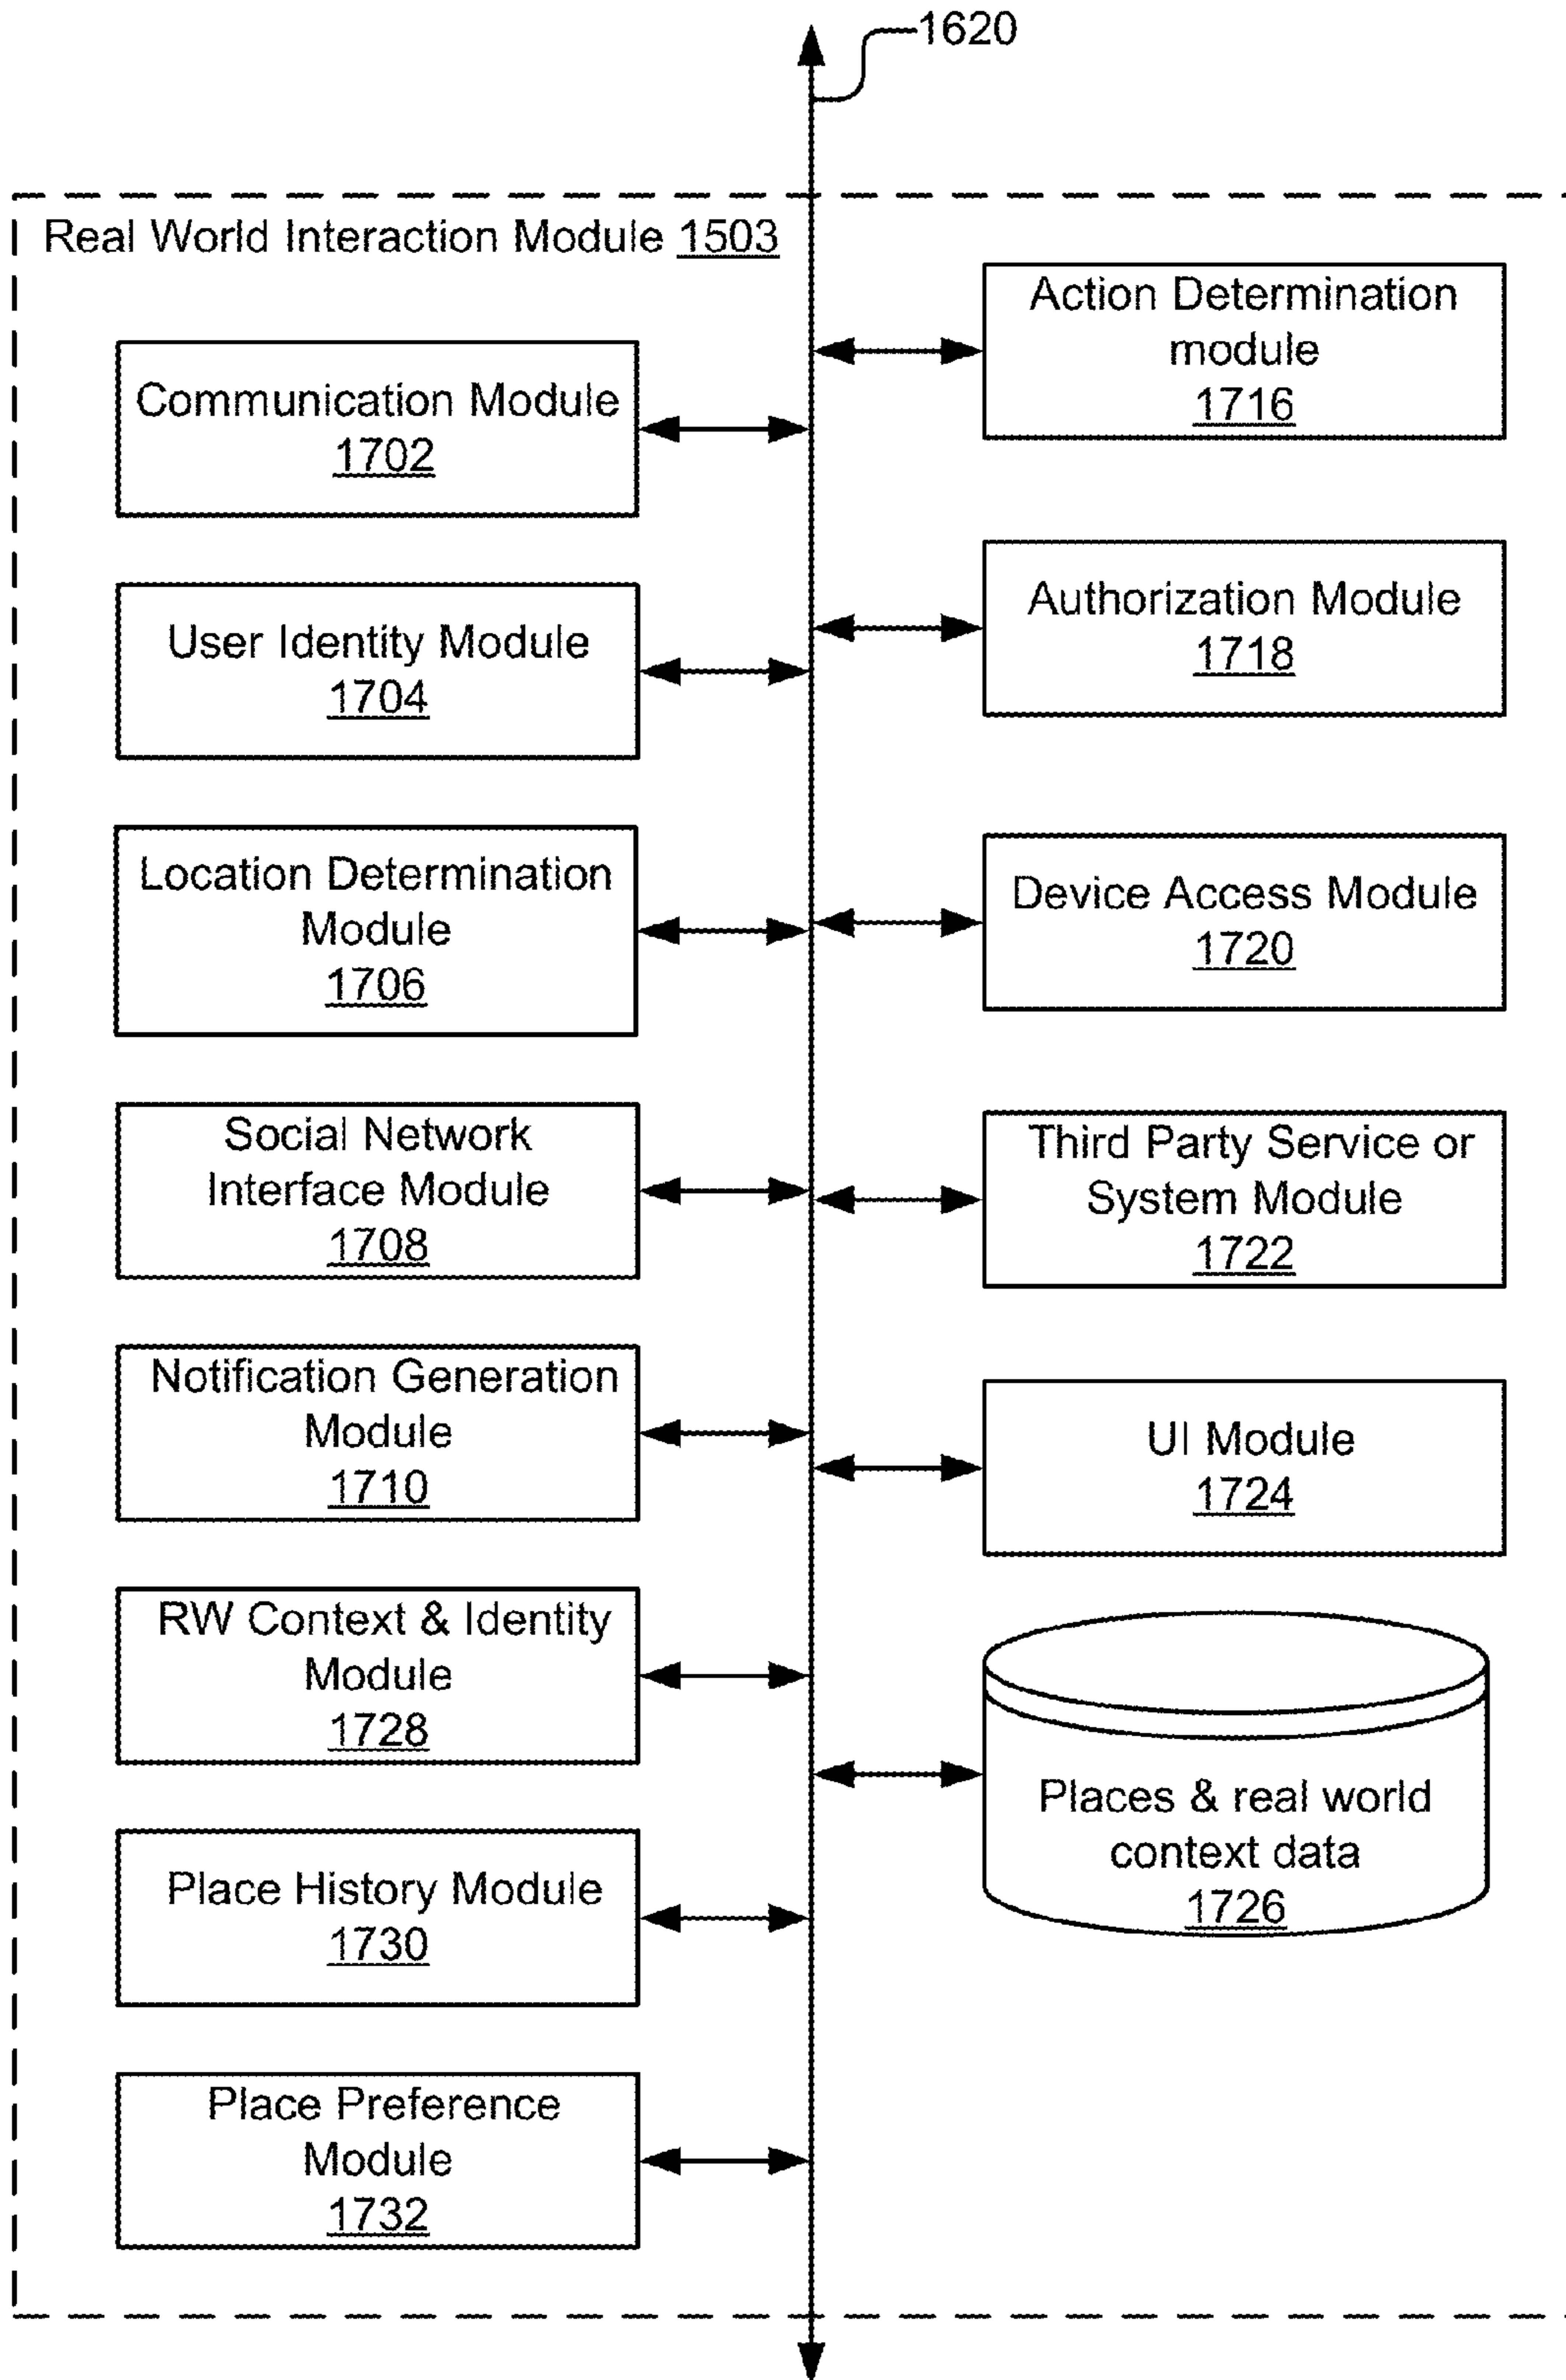 1620
Real World Interaction Module 1503
Communication Module
1702
User Identity Module
1704
Location Determination
Module
1706
Social Network
Interface Module
1708
Notification Generation
Module
1710
RW Context & Identity
Module
1728
Place History Module
1730
Place Preference
Module
1732
Action Determination
module
1716
Authorization Module
1718
Device Access Module
1720
Third Party Service or
System Module
1722
UI Module
1724
Places & real world
context data
1726